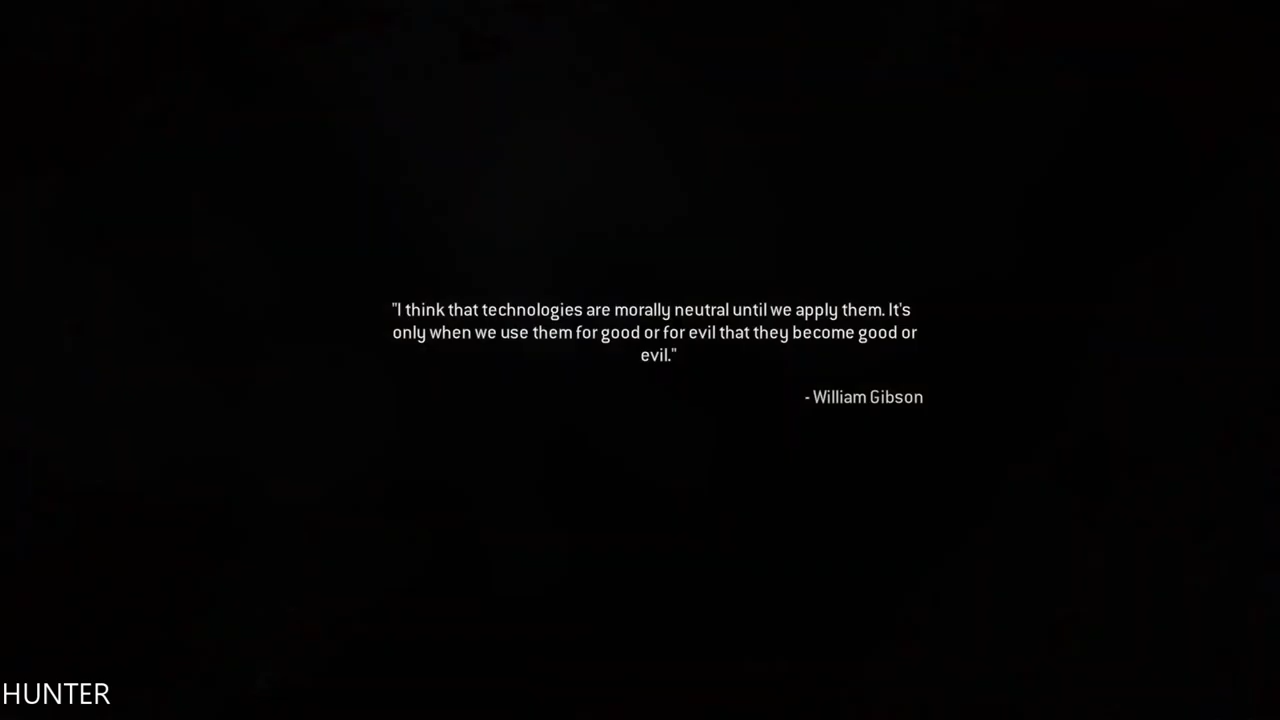 "I think that technologies are morally neutral until we apply them. It's
only when we use them for good or for evil that they become good or
evil."
- William Gibson
HUNTER